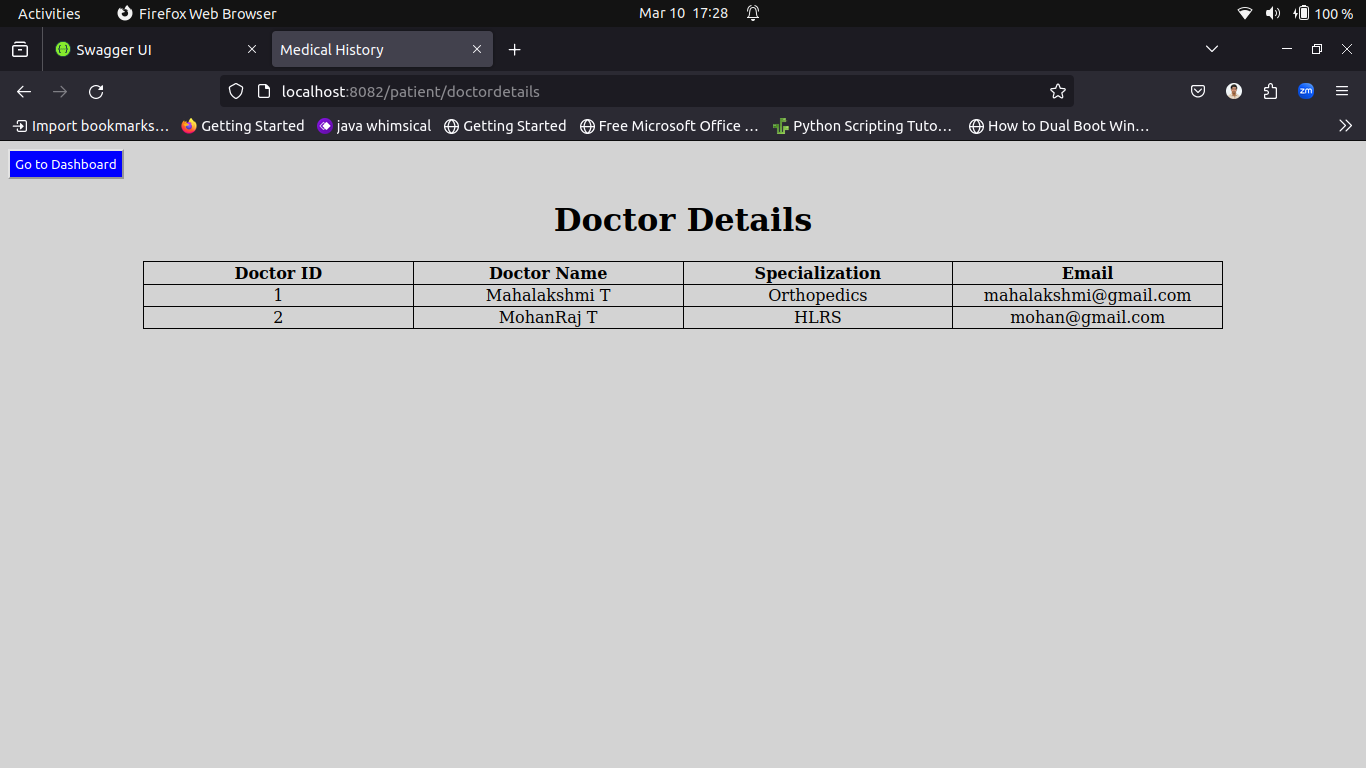 Activities Firefox Web Browser Mar 10 17:28 100 %
Swagger UI Medical History
localhost:8082/patient/doctordetails zm
Import bookmarks... Getting Started java whimsical Getting Started Free Microsoft Office ... Python Scripting Tuto... How to Dual Boot Win...
Go to Dashboard
Doctor Details
Doctor ID Doctor Name Specialization Email
1 Mahalakshmi T Orthopedics mahalakshmi@gmail.com
2 MohanRaj T HLRS mohan@gmail.com